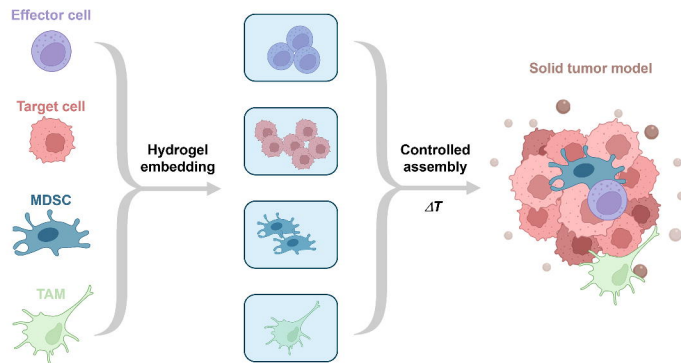 Effector cell
Target cell
MDSC
TAM
Hydrogel
embedding
Controlled
assembly
ΔT
Solid tumor model